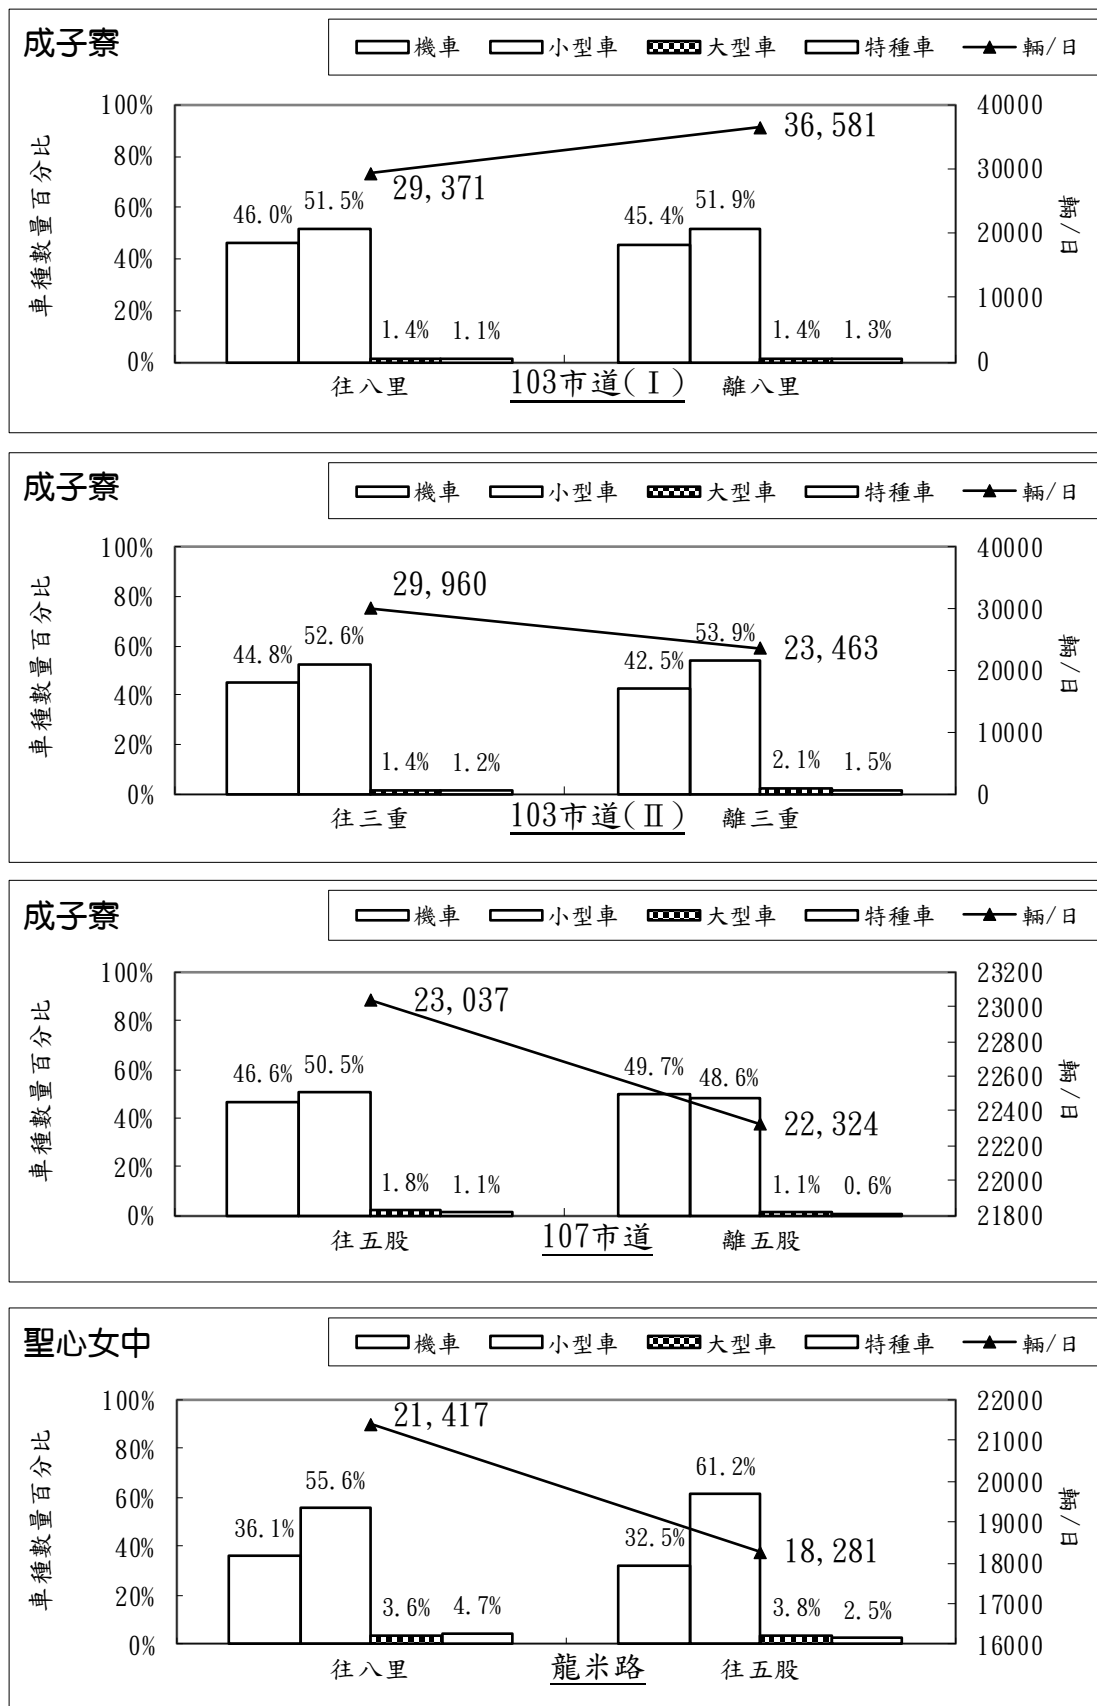 成子寮
機車 小型車 大型車 特種車 輛/日
車種數量百分比
100%
80%
60%
40%
20%
0%
40000
30000
20000
10000
0
輛/日
36,581
29,371
46.0% 51.5% 1.4% 1.1%
45.4% 51.9% 1.4% 1.3%
往八里 103市道(Ⅰ) 離八里
成子寮
機車 小型車 大型車 特種車 輛/日
車種數量百分比
100%
80%
60%
40%
20%
0%
40000
30000
20000
10000
0
輛/日
29,960
23,463
44.8% 52.6% 1.4% 1.2%
42.5% 53.9% 2.1% 1.5%
往三重 103市道(Ⅱ) 離三重
成子寮
機車 小型車 大型車 特種車 輛/日
車種數量百分比
100%
80%
60%
40%
20%
0%
23200
23000
22800
22600
22400
22200
22000
21800
輛/日
23,037
22,324
46.6% 50.5% 1.8% 1.1%
49.7% 48.6% 1.1% 0.6%
往五股 107市道 離五股
聖心女中
機車 小型車 大型車 特種車 輛/日
車種數量百分比
100%
80%
60%
40%
20%
0%
22000
21000
20000
19000
18000
17000
16000
輛/日
21,417
18,281
36.1% 55.6% 3.6% 4.7%
32.5% 61.2% 3.8% 2.5%
往八里 龍米路 往五股